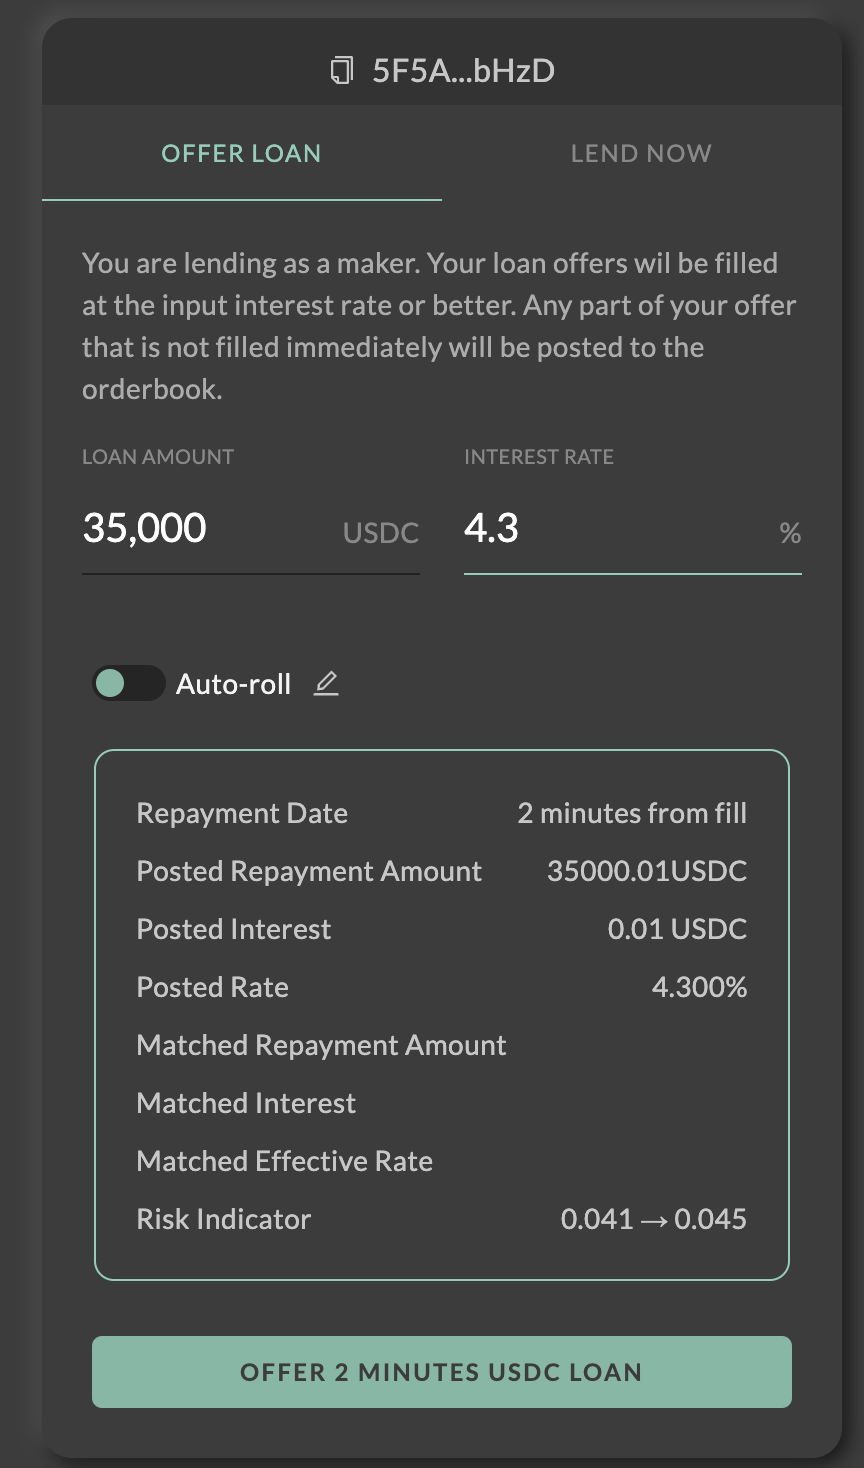 5F5A...bHzD
OFFER LOAN
LEND NOW
You are lending as a maker. Your loan offers wil be filled
at the input interest rate or better. Any part of your offer
that is not filled immediately will be posted to the
orderbook.
LOAN AMOUNT
INTEREST RATE
35,000 USDC
4.3 %
Auto-roll
Repayment Date 2 minutes from fill
Posted Repayment Amount 35000.01USDC
Posted Interest 0.01 USDC
Posted Rate 4.300%
Matched Repayment Amount
Matched Interest
Matched Effective Rate
Risk Indicator 0.041 → 0.045
OFFER 2 MINUTES USDC LOAN